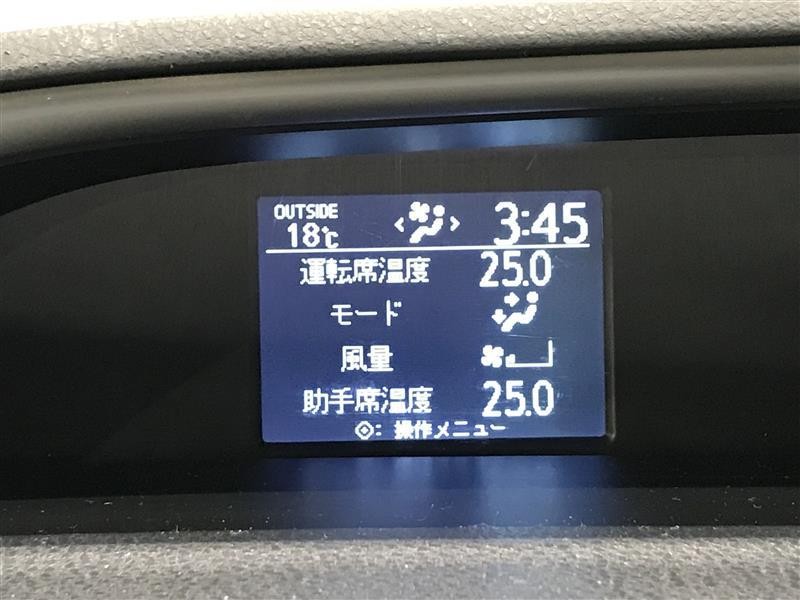 OUTSIDE
18℃ 3:45
運転席温度 25.0
モード
風量
助手席温度 25.0
: 操作メニュー